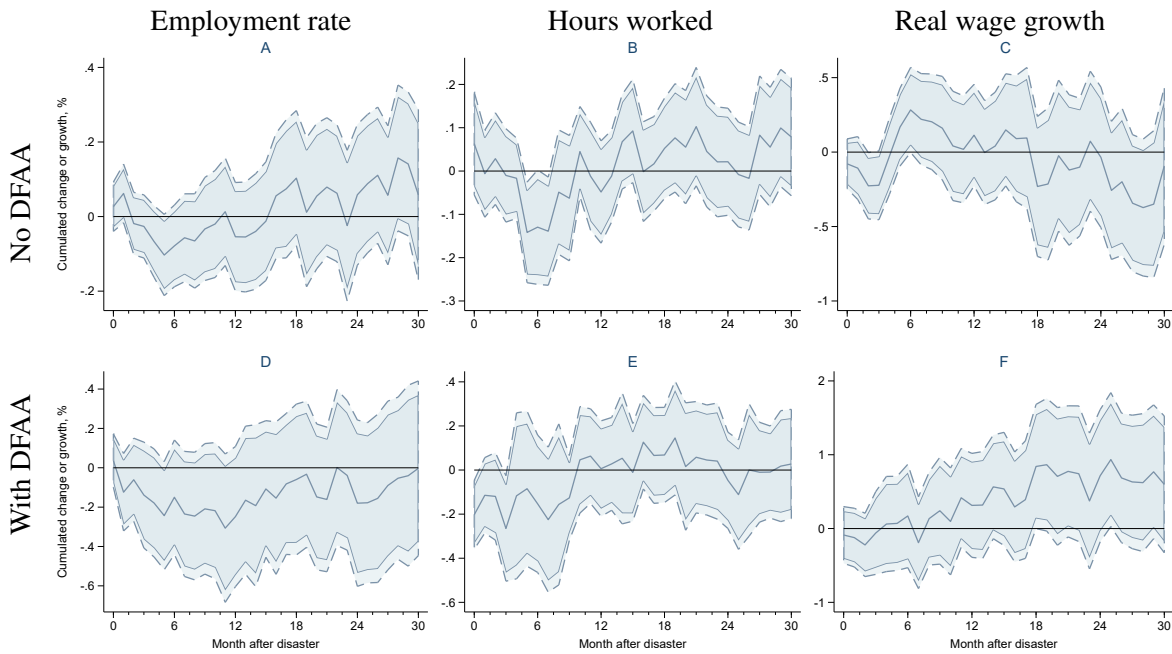 Employment rate
Hours worked
Real wage growth
No DFAA
A
Cumulated change or growth, %
.4
.2
0
-.2
0 6 12 18 24 30
B
.2
.1
0
-.1
-.2
-.3
0 6 12 18 24 30
C
.5
0
-.5
-1
0 6 12 18 24 30
With DFAA
D
Cumulated change or growth, %
.4
.2
0
-.2
-.4
-.6
0 6 12 18 24 30
Month after disaster
E
.4
.2
0
-.2
-.4
-.6
0 6 12 18 24 30
Month after disaster
F
2
1
0
-1
0 6 12 18 24 30
Month after disaster